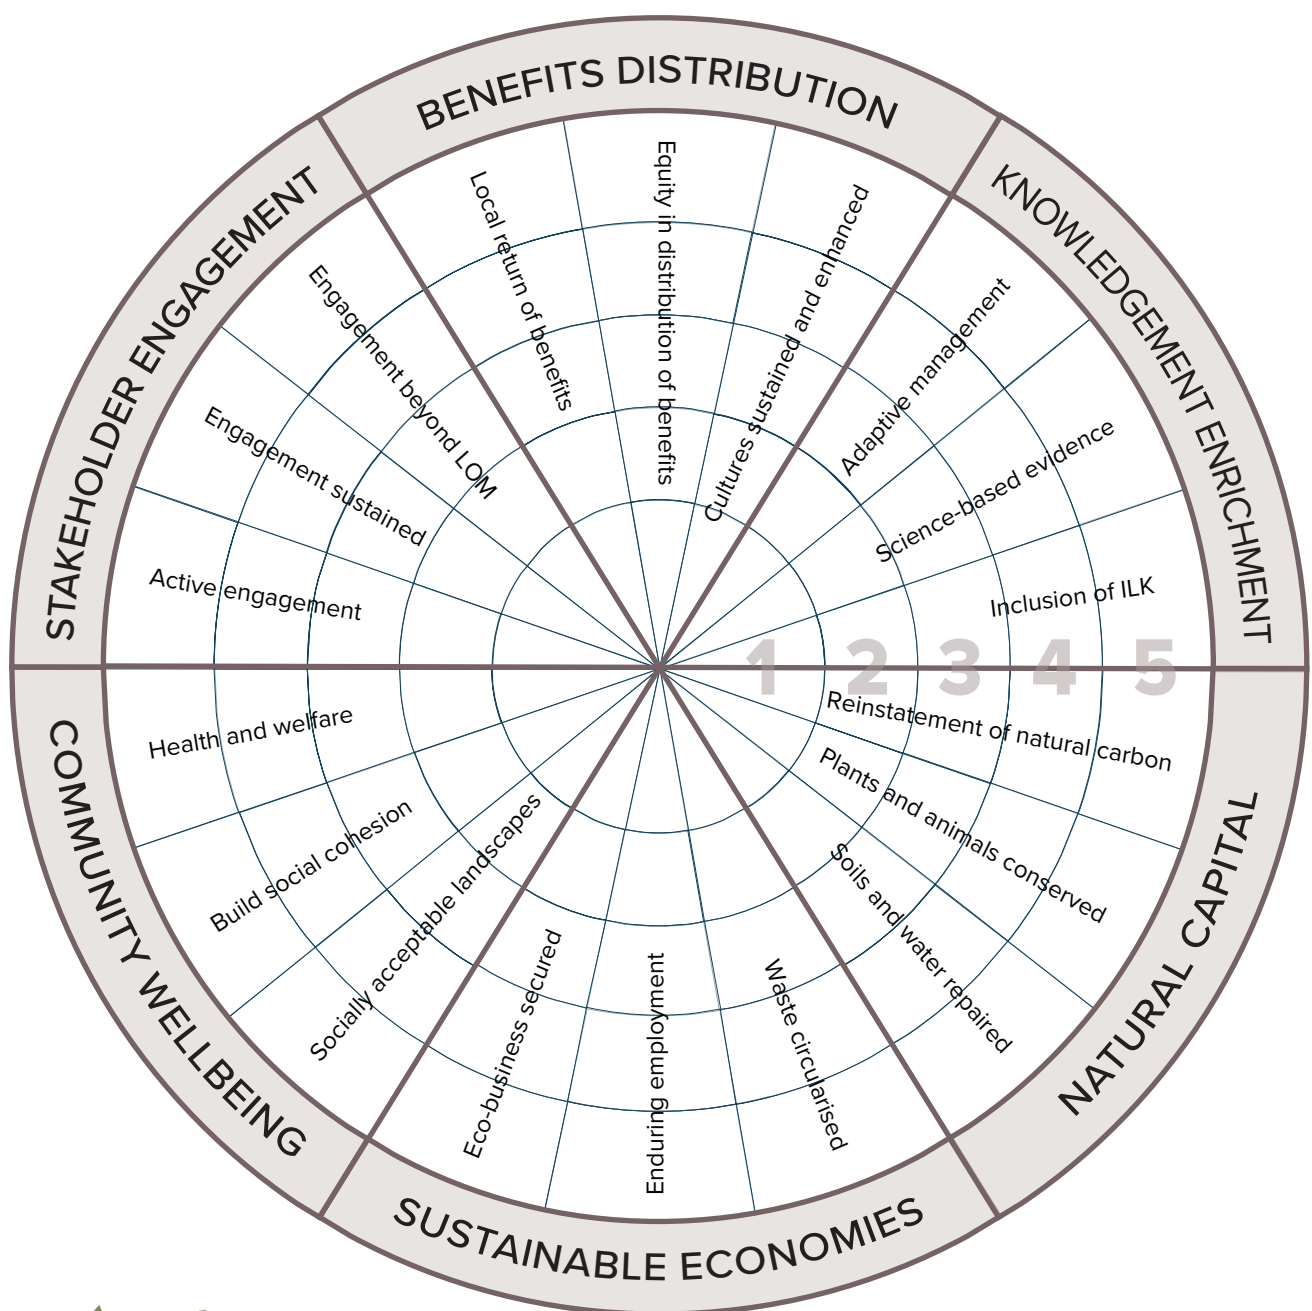 BENEFITS DISTRIBUTION
Local return of benefits
Equity in distribution of benefits
Cultures sustained and enhanced
KNOWLEDGEMENT ENRICHMENT
Adaptive management
Science-based evidence
Inclusion of ILK
1 2 3 4 5
NATURAL CAPITAL
Reinstatement of natural carbon
Plants and animals conserved
Soils and water repaired
SUSTAINABLE ECONOMIES
Waste circularised
Enduring employment
Eco-business secured
COMMUNITY WELLBEING
Socially acceptable landscapes
Build social cohesion
Health and welfare
STAKEHOLDER ENGAGEMENT
Active engagement
Engagement sustained
Engagement beyond LOM